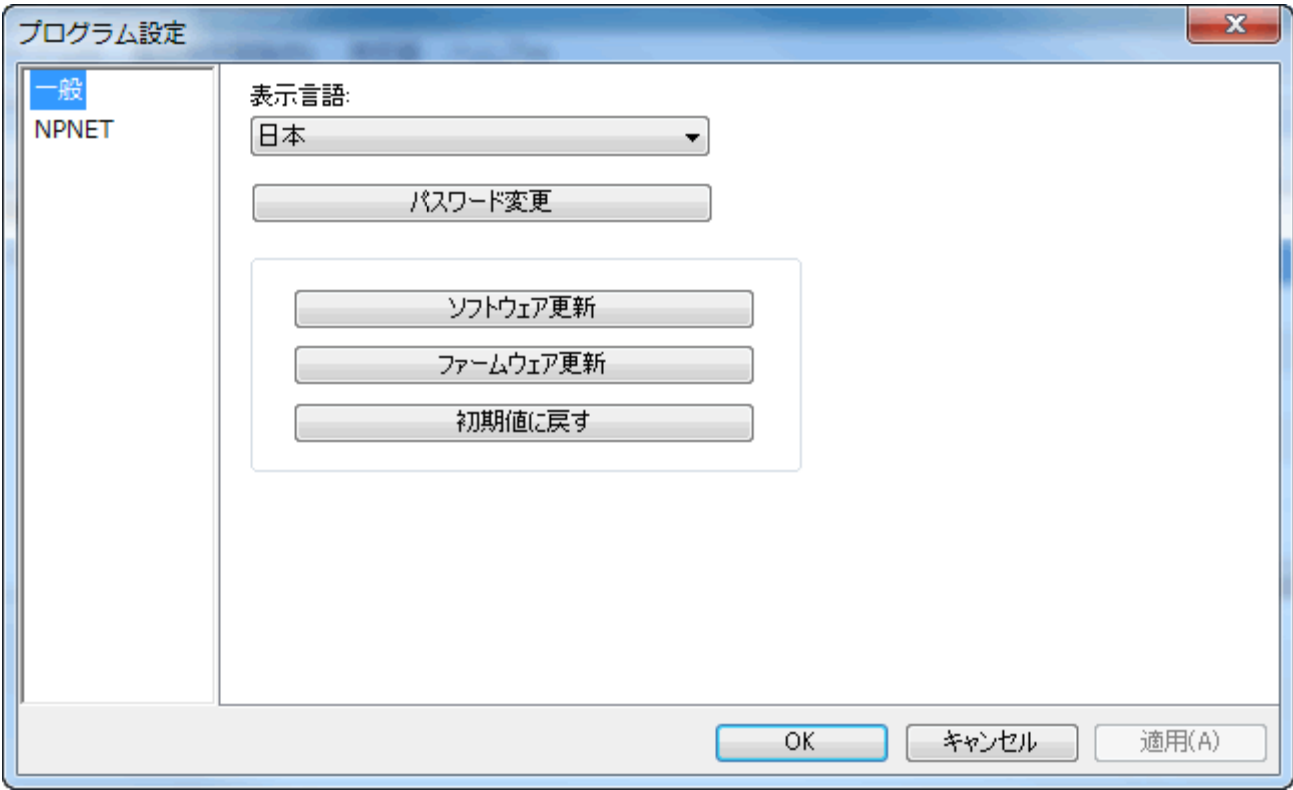 プログラム設定
一般
NPNET
表示言語:
日本
パスワード変更
ソフトウェア更新
ファームウェア更新
初期値に戻す
OK
キャンセル
適用(A)